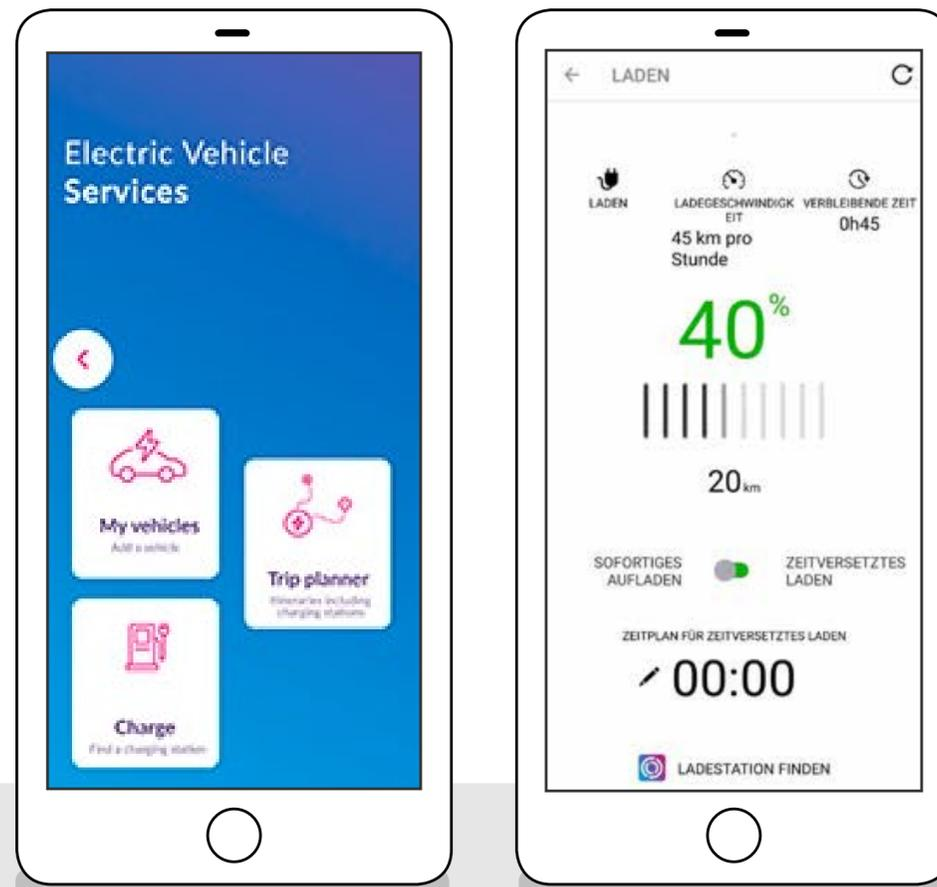 Electric Vehicle
Services
My vehicles
Add a vehicle
Trip planner
Itineraries including
charging stations
Charge
Find a charging station
LADEN
LADEN
LADEGESCHWINDIGK
EIT
45 km pro
Stunde
VERBLEIBENDE ZEIT
0h45
40%
20 km
SOFORTIGES
AUFLADEN
ZEITVERSETZTES
LADEN
ZEITPLAN FÜR ZEITVERSETZTES LADEN
00:00
LADESTATION FINDEN